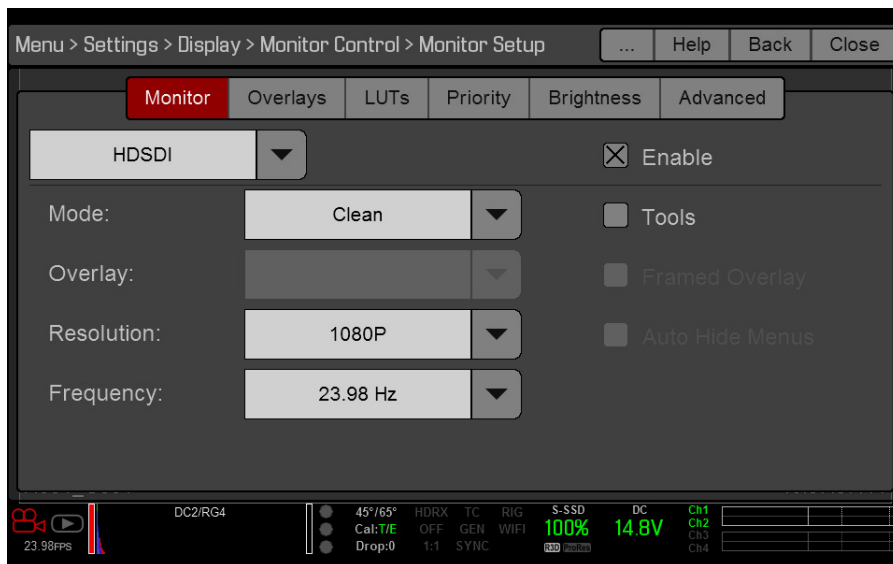 Menu > Settings > Display > Monitor Control > Monitor Setup ... Help Back Close
Monitor Overlays LUTs Priority Brightness Advanced
HDSDI Enable
Mode: Clean Tools
Overlay: Framed Overlay
Resolution: 1080P Auto Hide Menus
Frequency: 23.98 Hz
DC2/RG4 45°/65° HDRX TC RIG S-SSD DC Ch1
Cal:T/E OFF GEN WIFI 100% 14.8V Ch2
23.98FPS Drop:0 1:1 SYNC R3D ProRes Ch3
Ch4